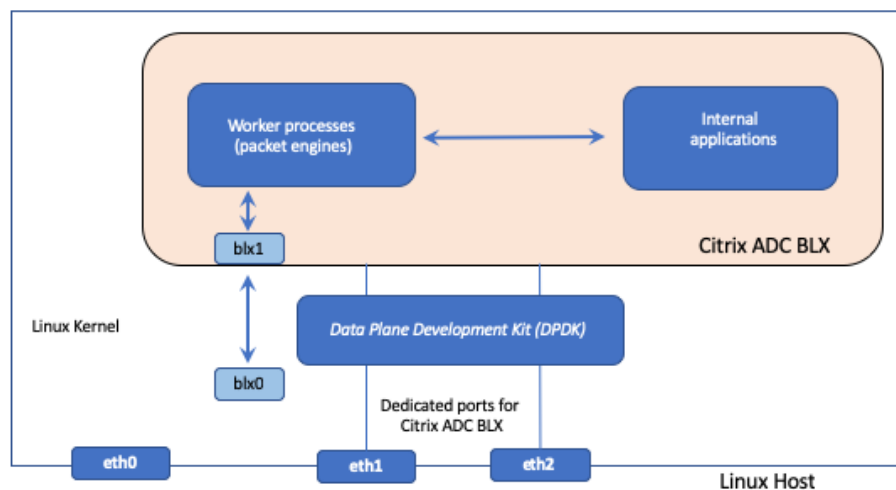 Worker processes
(packet engines)
Internal
applications
blx1
Citrix ADC BLX
Linux Kernel
Data Plane Development Kit (DPDK)
blx0
Dedicated ports for
Citrix ADC BLX
eth0
eth1
eth2
Linux Host